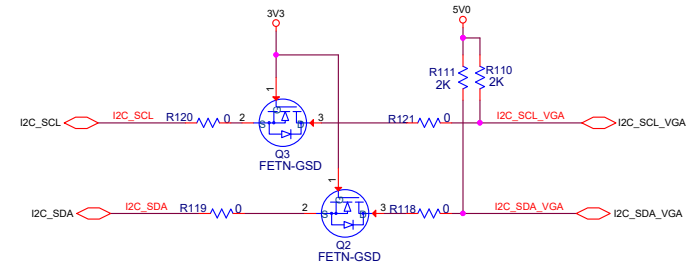 3V3
5V0
R111
2K
R110
2K
1
I2C_SCL
I2C_SCL
R120
0
2
G
S
D
3
R121
0
I2C_SCL_VGA
I2C_SCL_VGA
Q3
FETN-GSD
1
I2C_SDA
I2C_SDA
R119
0
2
G
S
D
3
R118
0
I2C_SDA_VGA
I2C_SDA_VGA
Q2
FETN-GSD